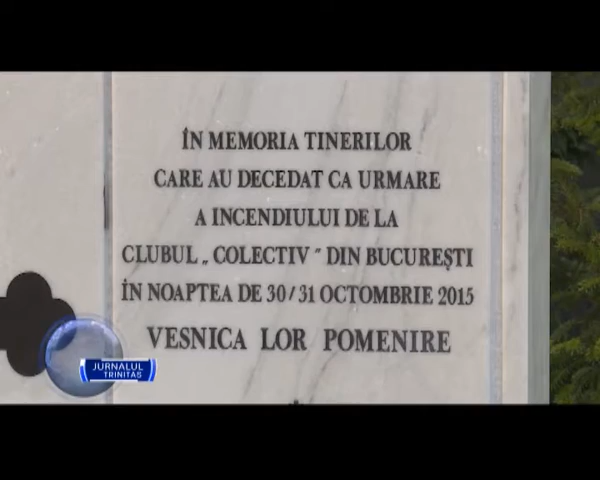 ÎN MEMORIA TINERILOR
CARE AU DECEDAT CA URMARE
A INCENDIULUI DE LA
CLUBUL „ COLECTIV ” DIN BUCUREȘTI
ÎN NOAPTEA DE 30/31 OCTOMBRIE 2015
VESNICA LOR POMENIRE
JURNALUL
TRINITAS